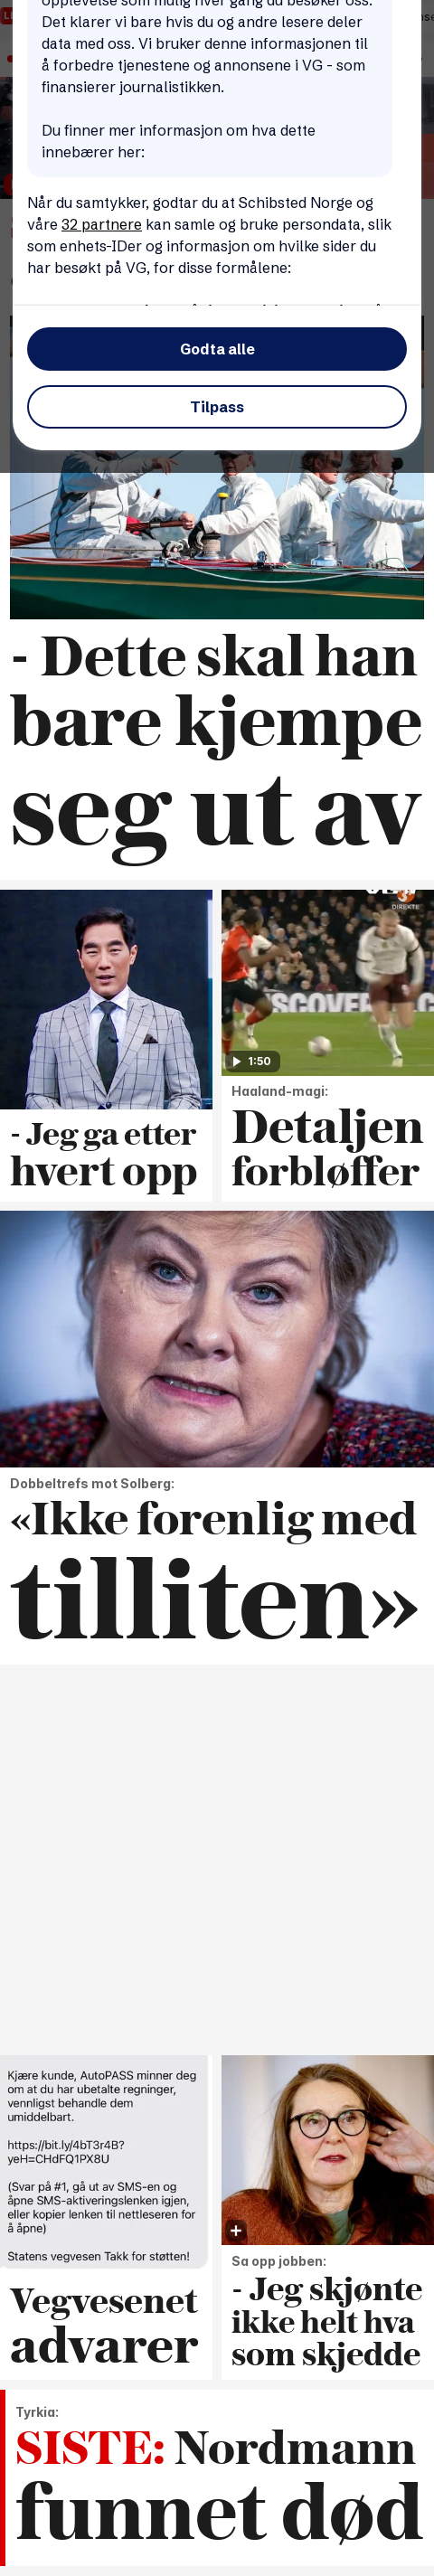 opplevelse som mulig hver gang du besøker oss.
Det klarer vi bare hvis du og andre lesere deler
data med oss. Vi bruker denne informasjonen til
å forbedre tjenestene og annonsene i VG - som
finansierer journalistikken.
Du finner mer informasjon om hva dette
innebærer her:
Når du samtykker, godtar du at Schibsted Norge og
våre 32 partnere kan samle og bruke persondata, slik
som enhets-IDer og informasjon om hvilke sider du
har besøkt på VG, for disse formålene:
Godta alle
Tilpass
- Dette skal han
bare kjempe
seg ut av
DIREKTE
1:50
- Jeg ga etter
hvert opp
Haaland-magi:
Detaljen
forbløffer
Dobbeltrefs mot Solberg:
«Ikke forenlig med
tilliten»
Kjære kunde, AutoPASS minner deg
om at du har ubetalte regninger,
vennligst behandle dem
umiddelbart.
https://bit.ly/4bT3r4B?
yeH=CHdFQ1PX8U
(Svar på #1, gå ut av SMS-en og
åpne SMS-aktiveringslenken igjen,
eller kopier lenken til nettleseren for
å åpne)
Statens vegvesen Takk for støtten!
Vegvesenet
advarer
Sa opp jobben:
- Jeg skjønte
ikke helt hva
som skjedde
Tyrkia:
SISTE: Nordmann
funnet død